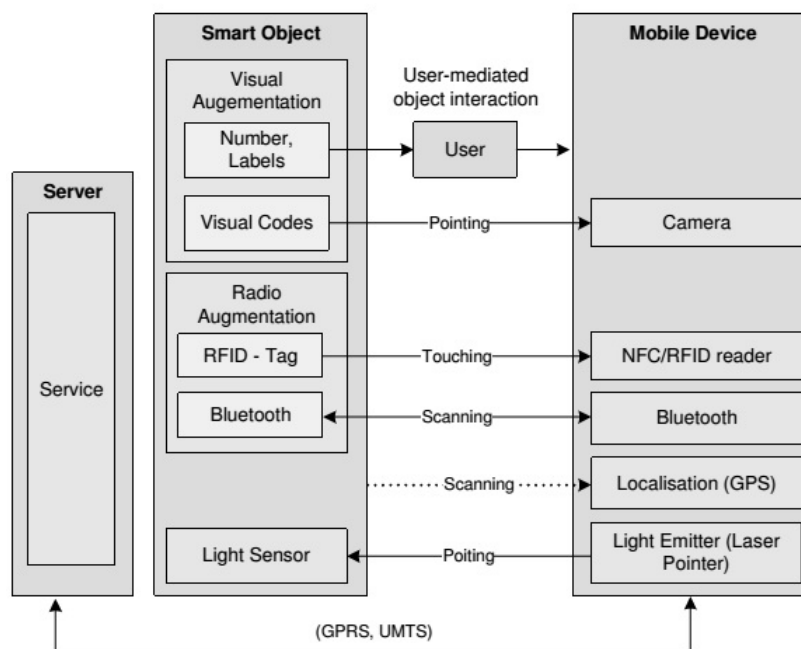 Smart Object
Mobile Device
Visual
Augementation
User-mediated
object interaction
Number,
Labels
User
Server
Visual Codes
Pointing
Camera
Radio
Augmentation
RFID - Tag
Touching
NFC/RFID reader
Service
Bluetooth
Scanning
Bluetooth
Scanning
Localisation (GPS)
Light Sensor
Poiting
Light Emitter (Laser
Pointer)
(GPRS, UMTS)